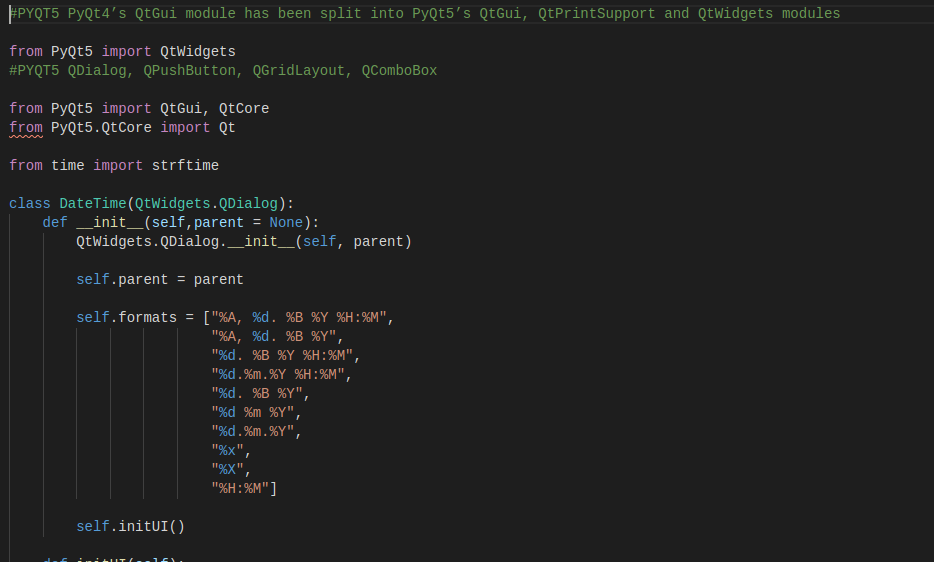 #PYQT5 PyQt4’s QtGui module has been split into PyQt5’s QtGui, QtPrintSupport and QtWidgets modules
from PyQt5 import QtWidgets
#PYQT5 QDialog, QPushButton, QGridLayout, QComboBox
from PyQt5 import QtGui, QtCore
from PyQt5.QtCore import Qt
from time import strftime
class DateTime(QtWidgets.QDialog):
def __init__(self,parent = None):
QtWidgets.QDialog.__init__(self, parent)
self.parent = parent
self.formats = ["%A, %d. %B %Y %H:%M",
"%A, %d. %B %Y",
"%d. %B %Y %H:%M",
"%d.%m.%Y %H:%M",
"%d. %B %Y",
"%d %m %Y",
"%d.%m.%Y",
"%x",
"%X",
"%H:%M"]
self.initUI()
def initUI(self):